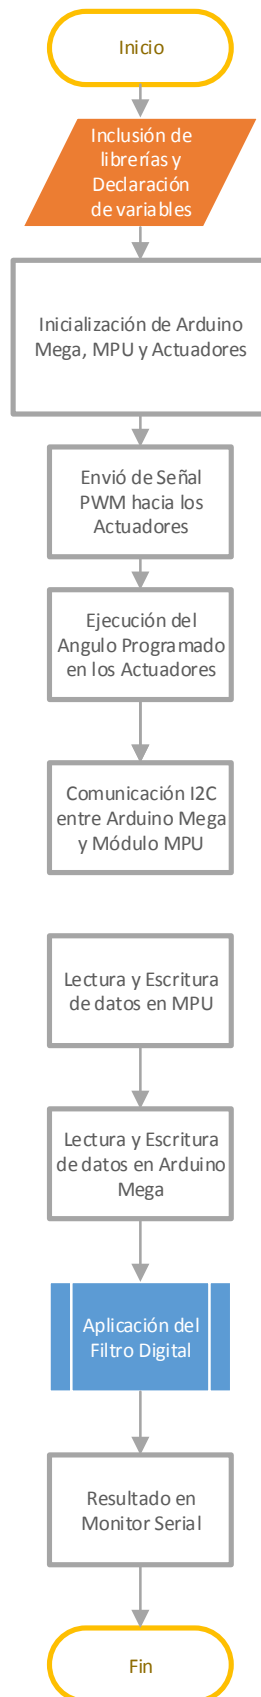 Inicio
Inclusión de
librerías y
Declaración
de variables
Inicialización de Arduino
Mega, MPU y Actuadores
Envió de Señal
PWM hacia los
Actuadores
Ejecución del
Angulo Programado
en los Actuadores
Comunicación I2C
entre Arduino Mega
y Módulo MPU
Lectura y Escritura
de datos en MPU
Lectura y Escritura
de datos en Arduino
Mega
Aplicación del
Filtro Digital
Resultado en
Monitor Serial
Fin